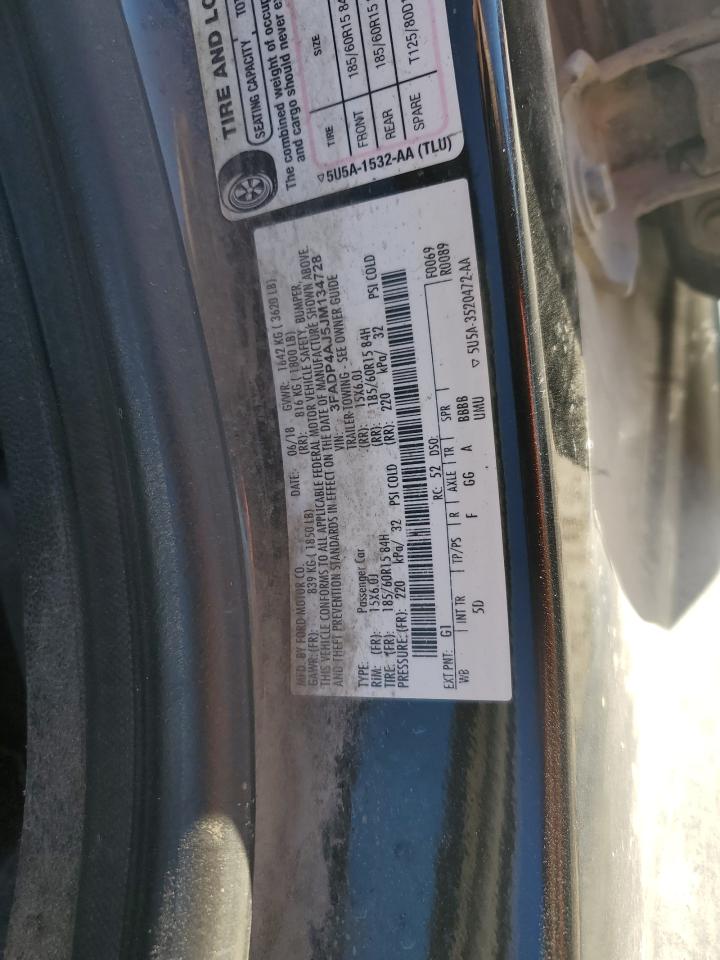 TIRE AND LO
SEATING CAPACITY TOT
The combined weight of occup
and cargo should never ex
TIRE SIZE
FRONT 185/60R15 84
REAR 185/60R15
SPARE T125/80D1
5U5A-1532-AA (TLU)
MFD. BY FORD MOTOR CO.
DATE: 06/18 GVWR: 1642 KG ( 3620 LB)
GAWR:(FR): 839 KG ( 1850 LB) (RR): 816 KG ( 1800 LB)
THIS VEHICLE CONFORMS TO ALL APPLICABLE FEDERAL MOTOR VEHICLE SAFETY, BUMPER,
AND THEFT PREVENTION STANDARDS IN EFFECT ON THE DATE OF MANUFACTURE SHOWN ABOVE.
VIN: 3FADP4AJ5JM134728
TYPE: Passenger Car TRAILER-TOWING - SEE OWNER GUIDE
RIM: (FR): 15X6.0J (RR): 15X6.0J
TIRE: (FR): 185/60R15 84H (RR): 185/60R15 84H
PRESSURE:(FR): 220 kPa/ 32 PSI COLD (RR): 220 kPa/ 32 PSI COLD
F0069
R0089
EXT PNT: G1 RC: 52 DSO:
WB INT TR TP/PS R AXLE TR SPR
5D F GG A BBBB
UMU
5U5A-3520472-AA